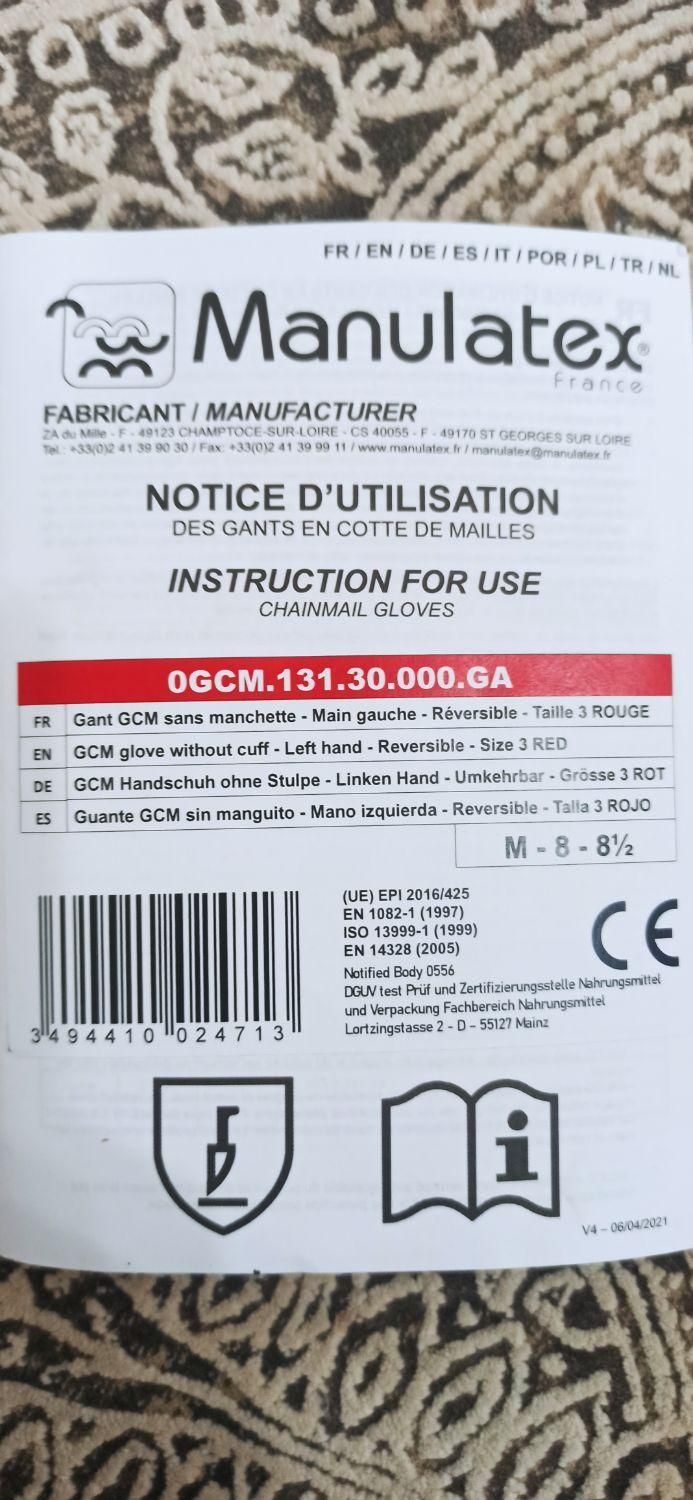 FR / EN / DE / ES / IT / POR / PL / TR / NL
Manulatex®
France
FABRICANT / MANUFACTURER
ZA du Mille - F - 49123 CHAMPTOCE-SUR-LOIRE - CS 40055 - F - 49170 ST GEORGES SUR LOIRE
Tel.: +33(0)2 41 39 90 30 / Fax: +33(0)2 41 39 99 11 / www.manulatex.fr / manulatex@manulatex.fr
NOTICE D'UTILISATION
DES GANTS EN COTTE DE MAILLES
INSTRUCTION FOR USE
CHAINMAIL GLOVES
0GCM.131.30.000.GA
FR Gant GCM sans manchette - Main gauche - Réversible - Taille 3 ROUGE
EN GCM glove without cuff - Left hand - Reversible - Size 3 RED
DE GCM Handschuh ohne Stulpe - Linken Hand - Umkehrbar - Grösse 3 ROT
ES Guante GCM sin manguito - Mano izquierda - Reversible - Talla 3 ROJO
M - 8 - 8½
(UE) EPI 2016/425
EN 1082-1 (1997)
ISO 13999-1 (1999)
EN 14328 (2005)
CE
Notified Body 0556
DGUV test Prüf und Zertifizierungsstelle Nahrungsmittel
und Verpackung Fachbereich Nahrungsmittel
Lortzingstasse 2 - D - 55127 Mainz
3 494410 024713
i
V4 – 06/04/2021